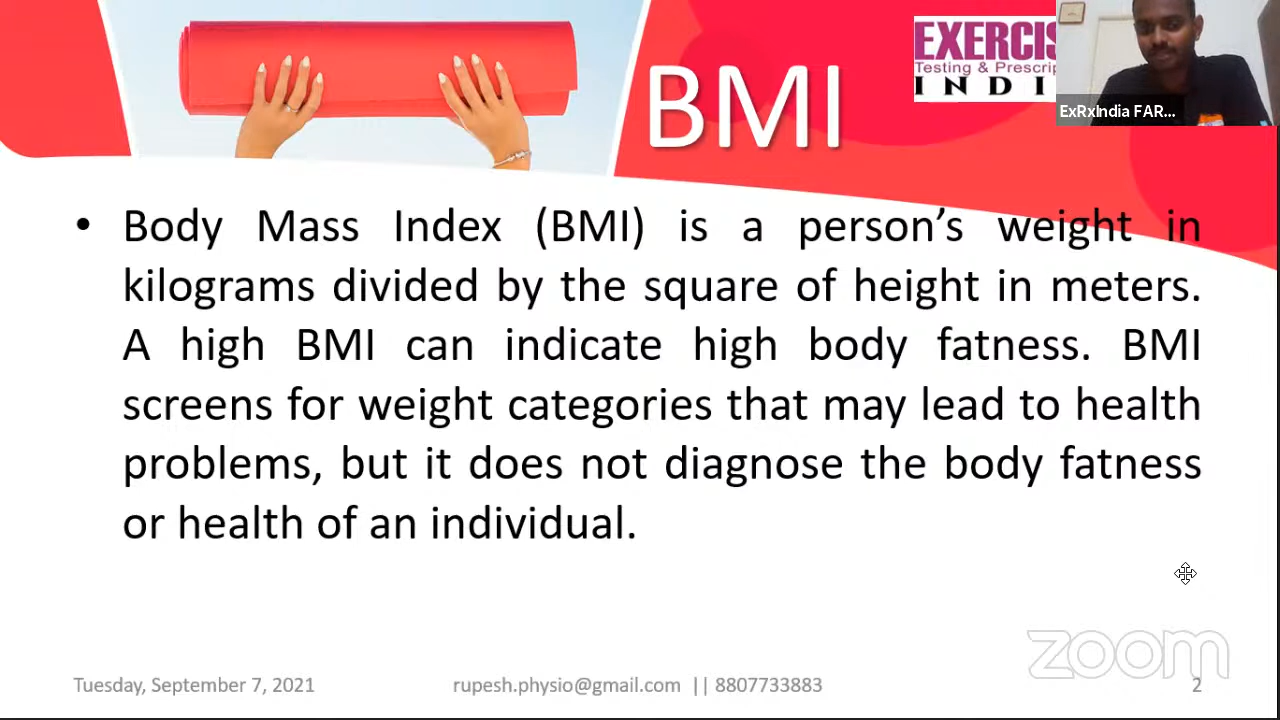 BMI
EXERCIS
Testing & Prescrip
INDI
ExRxIndia FAR...
• Body Mass Index (BMI) is a person’s weight in
kilograms divided by the square of height in meters.
A high BMI can indicate high body fatness. BMI
screens for weight categories that may lead to health
problems, but it does not diagnose the body fatness
or health of an individual.
zoom
Tuesday, September 7, 2021
rupesh.physio@gmail.com || 8807733883
2